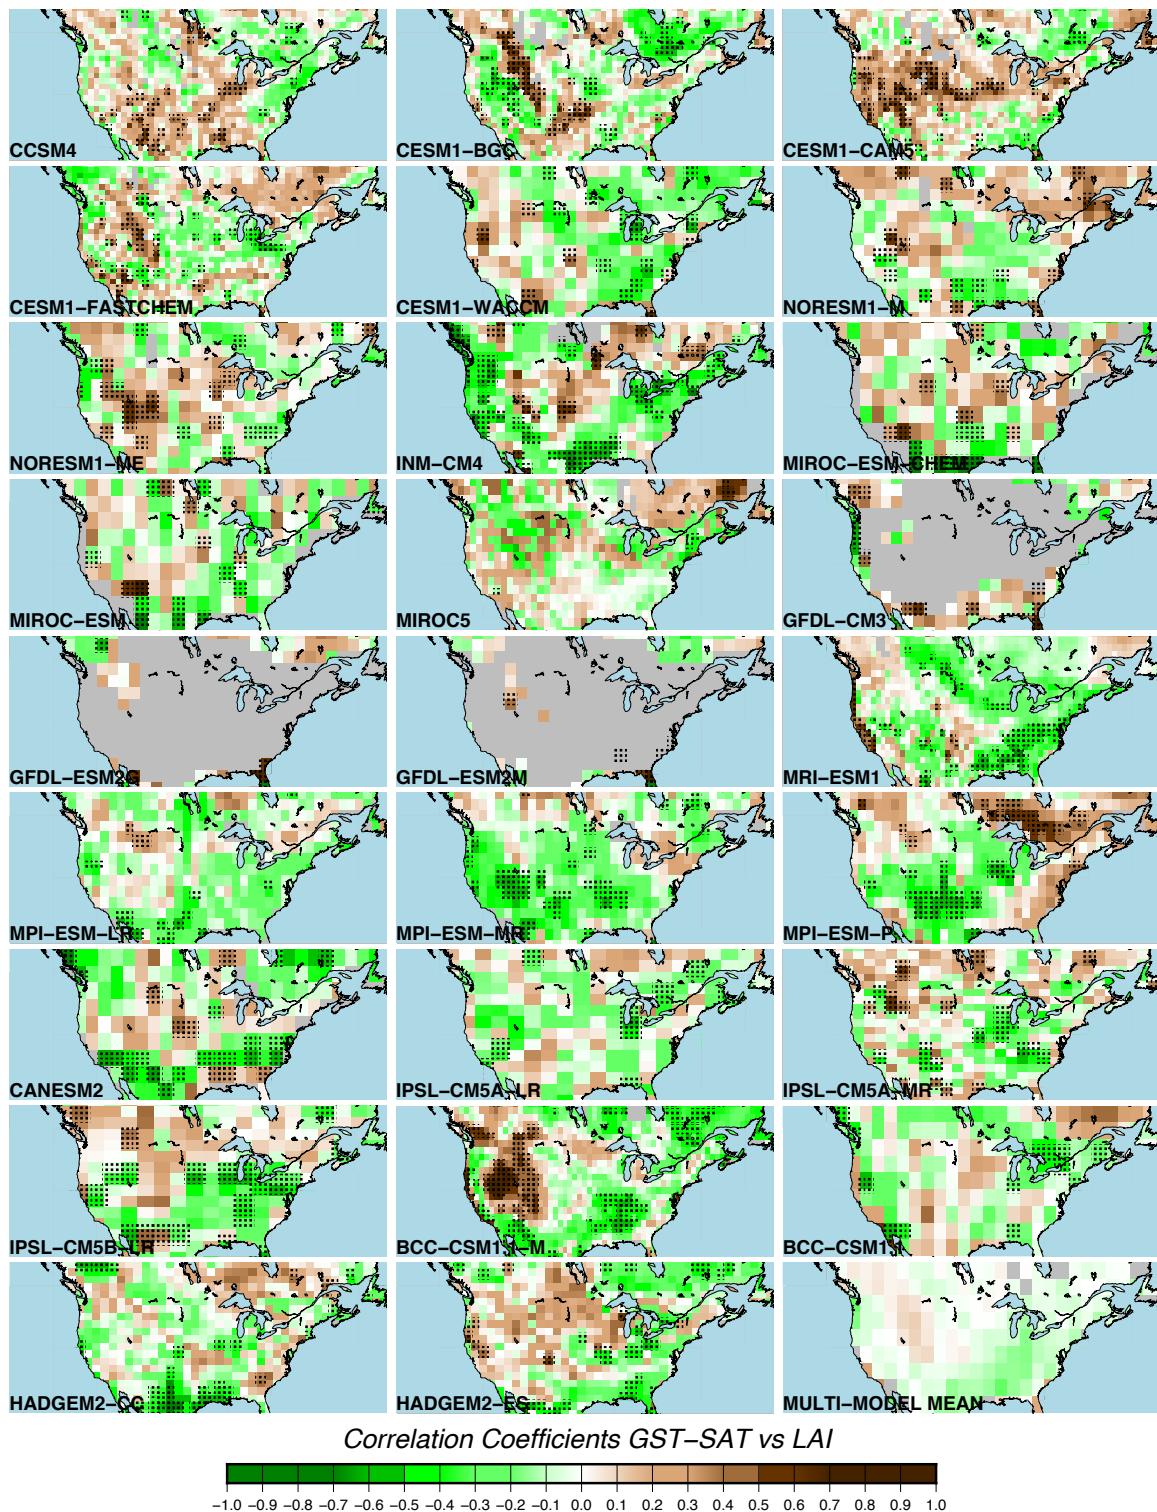 CCSM4
CESM1−BGC
CESM1−CAM5
CESM1−FASTCHEM
CESM1−WACCM
NORESM1−M
NORESM1−ME
INM−CM4
MIROC−ESM−CHEM
MIROC−ESM
MIROC5
GFDL−CM3
GFDL−ESM2G
GFDL−ESM2M
MRI−ESM1
MPI−ESM−LR
MPI−ESM−MR
MPI−ESM−P
CANESM2
IPSL−CM5A−LR
IPSL−CM5A−MR
IPSL−CM5B−LR
BCC−CSM1.1−M
BCC−CSM1.1
HADGEM2−CC
HADGEM2−ES
MULTI−MODEL MEAN
Correlation Coefficients GST−SAT vs LAI
−1.0 −0.9 −0.8 −0.7 −0.6 −0.5 −0.4 −0.3 −0.2 −0.1 0.0 0.1 0.2 0.3 0.4 0.5 0.6 0.7 0.8 0.9 1.0